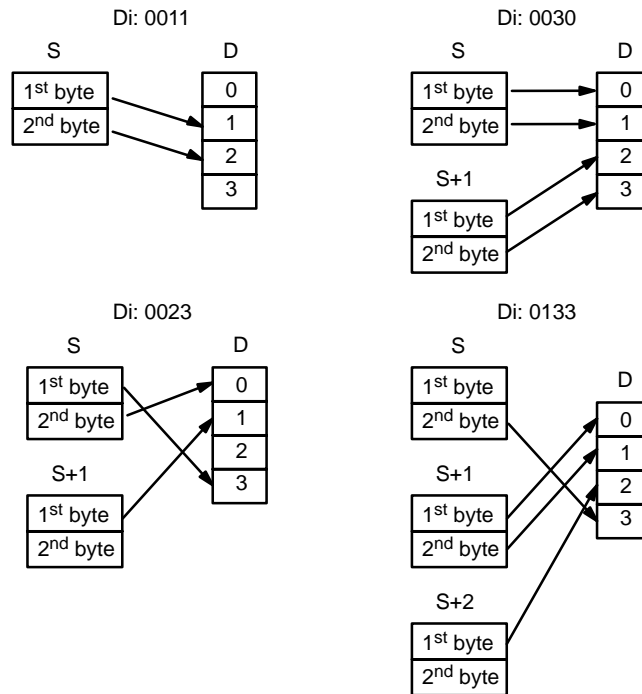 Di: 0011
S D
1st byte
2nd byte
0
1
2
3
Di: 0030
S D
1st byte
2nd byte
S+1
1st byte
2nd byte
0
1
2
3
Di: 0023
S D
1st byte
2nd byte
S+1
1st byte
2nd byte
0
1
2
3
Di: 0133
S D
1st byte
2nd byte
S+1
1st byte
2nd byte
S+2
1st byte
2nd byte
0
1
2
3